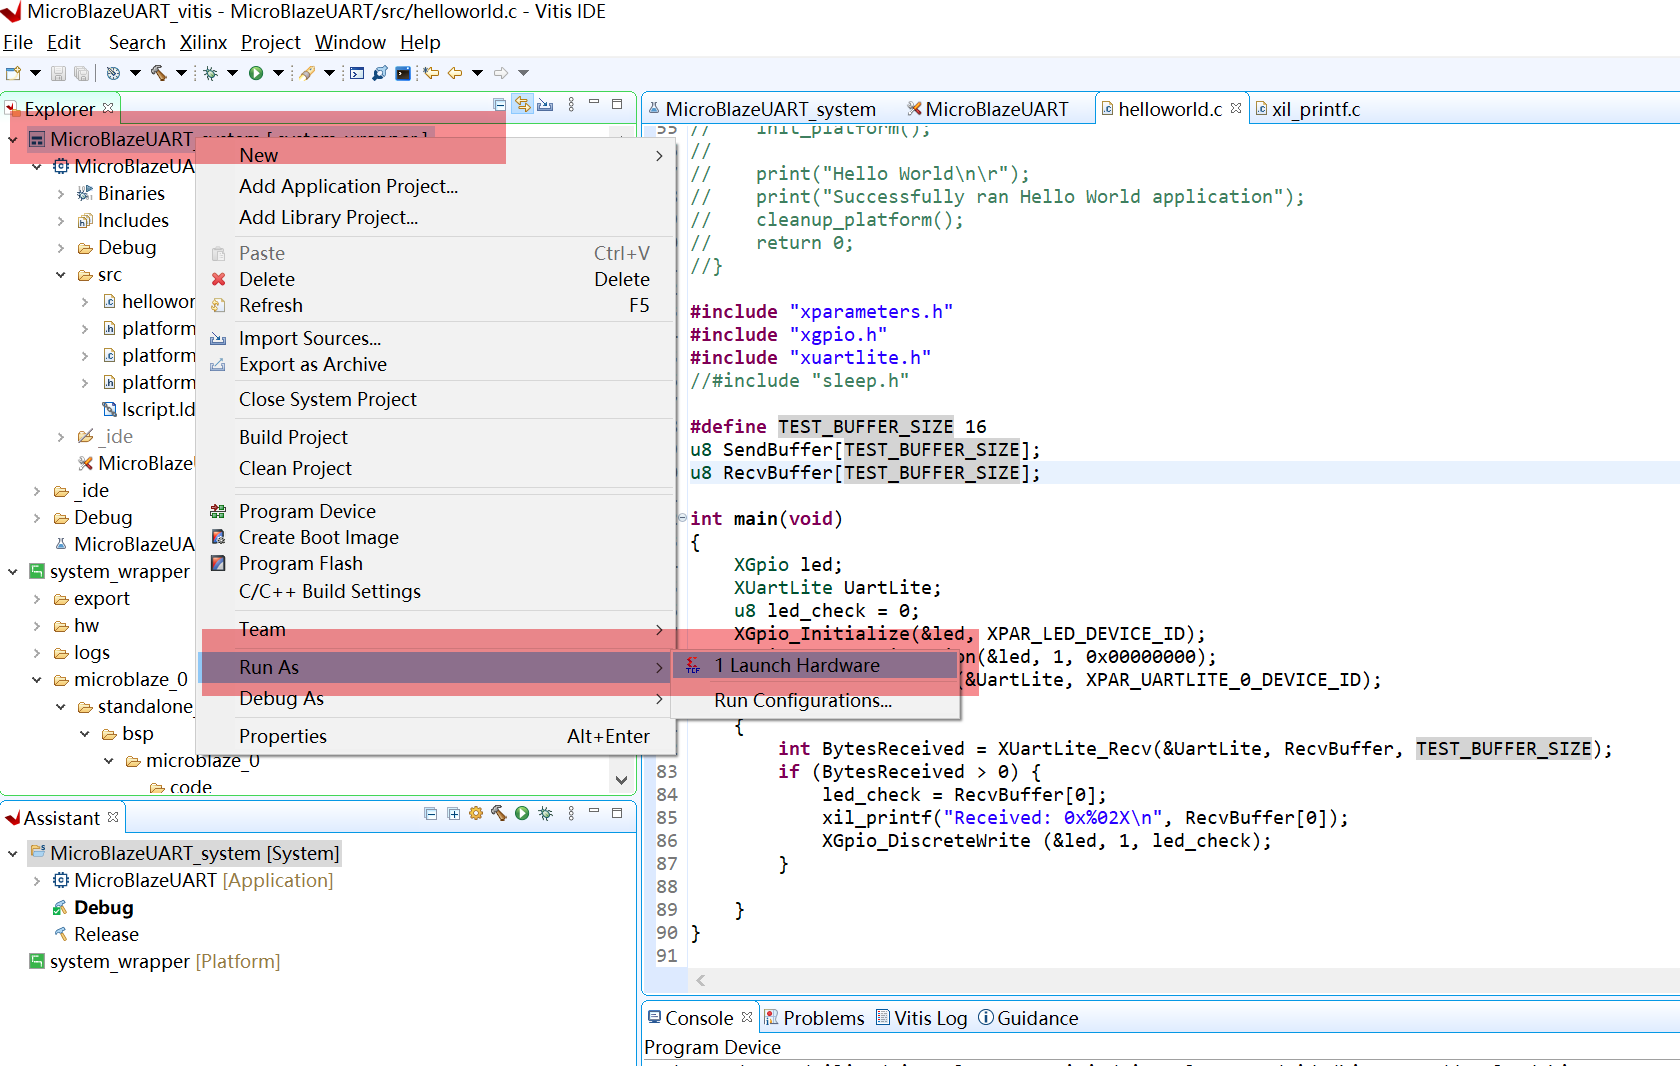 MicroBlazeUART_vitis - MicroBlazeUART/src/helloworld.c - Vitis IDE
File Edit Search Xilinx Project Window Help
Explorer
MicroBlazeUART_system [ system_wrapper ]
MicroBlazeUA
Binaries
Includes
Debug
src
hellowor
platform
platform
platform
lscript.ld
_ide
MicroBlaze
_ide
Debug
MicroBlazeUA
system_wrapper
export
hw
logs
microblaze_0
standalone_
bsp
microblaze_0
code
New
Add Application Project...
Add Library Project...
Paste Ctrl+V
Delete Delete
Refresh F5
Import Sources...
Export as Archive
Close System Project
Build Project
Clean Project
Program Device
Create Boot Image
Program Flash
C/C++ Build Settings
Team
Run As
Debug As
Properties Alt+Enter
1 Launch Hardware
Run Configurations...
Assistant
MicroBlazeUART_system [System]
MicroBlazeUART [Application]
Debug
Release
system_wrapper [Platform]
MicroBlazeUART_system MicroBlazeUART helloworld.c xil_printf.c
55 // init_platform();
//
// print("Hello World\n\r");
// print("Successfully ran Hello World application");
// cleanup_platform();
// return 0;
//}
#include "xparameters.h"
#include "xgpio.h"
#include "xuartlite.h"
//#include "sleep.h"
#define TEST_BUFFER_SIZE 16
u8 SendBuffer[TEST_BUFFER_SIZE];
u8 RecvBuffer[TEST_BUFFER_SIZE];
int main(void)
{
XGpio led;
XUartLite UartLite;
u8 led_check = 0;
XGpio_Initialize(&led, XPAR_LED_DEVICE_ID);
on(&led, 1, 0x00000000);
(&UartLite, XPAR_UARTLITE_0_DEVICE_ID);
{
int BytesReceived = XUartLite_Recv(&UartLite, RecvBuffer, TEST_BUFFER_SIZE);
83 if (BytesReceived > 0) {
84 led_check = RecvBuffer[0];
85 xil_printf("Received: 0x%02X\n", RecvBuffer[0]);
86 XGpio_DiscreteWrite (&led, 1, led_check);
87 }
88
89 }
90 }
91
Console Problems Vitis Log Guidance
Program Device